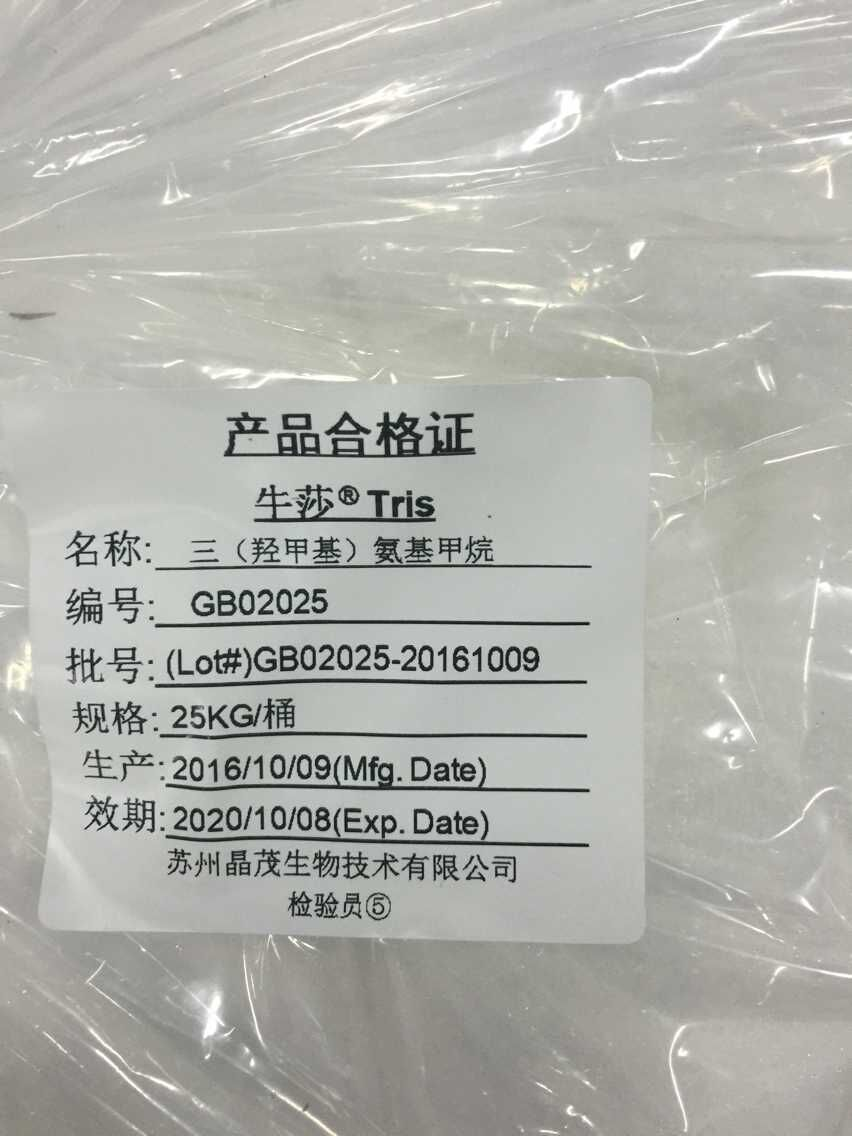 产品合格证
牛莎® Tris
名称: 三（羟甲基）氨基甲烷
编号: GB02025
批号: (Lot#)GB02025-20161009
规格: 25KG/桶
生产: 2016/10/09(Mfg. Date)
效期: 2020/10/08(Exp. Date)
苏州晶茂生物技术有限公司
检验员⑤